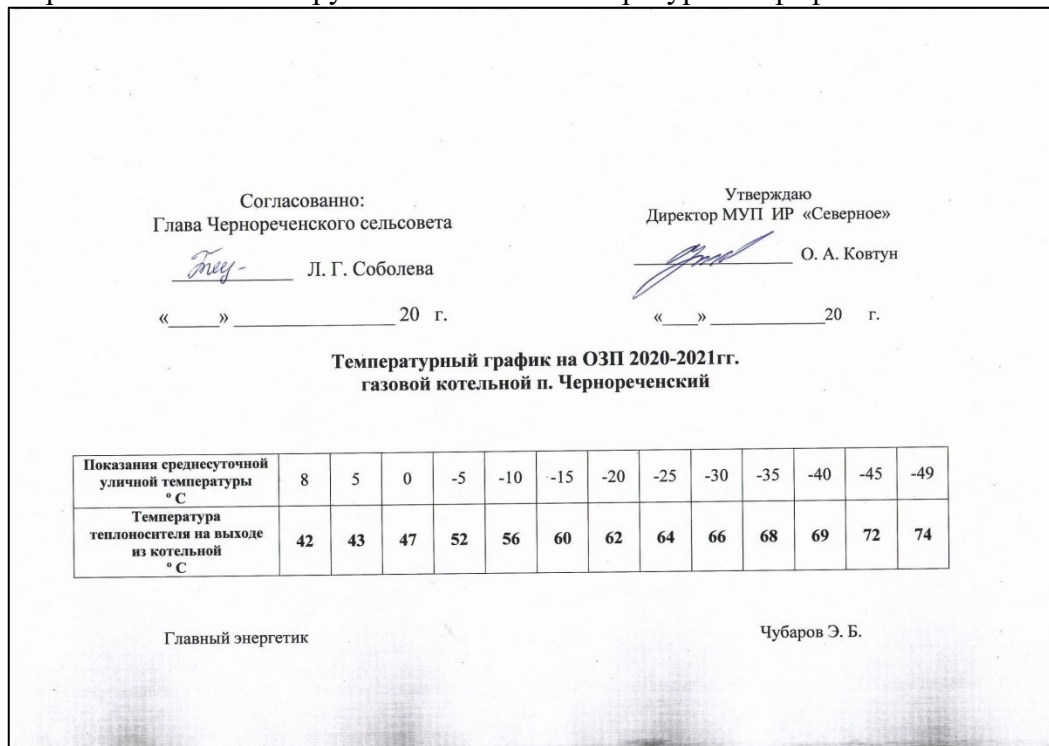 Согласованно:
Глава Чернореченского сельсовета
Л. Г. Соболева
«_____» __________________ 20 г.
Утверждаю
Директор МУП ИР «Северное»
О. А. Ковтун
«____» _____________20 г.
Температурный график на ОЗП 2020-2021гг.
газовой котельной п. Чернореченский
Показания среднесуточной
уличной температуры
° С
8 5 0 -5 -10 -15 -20 -25 -30 -35 -40 -45 -49
Температура
теплоносителя на выходе
из котельной
° С
42 43 47 52 56 60 62 64 66 68 69 72 74
Главный энергетик
Чубаров Э. Б.